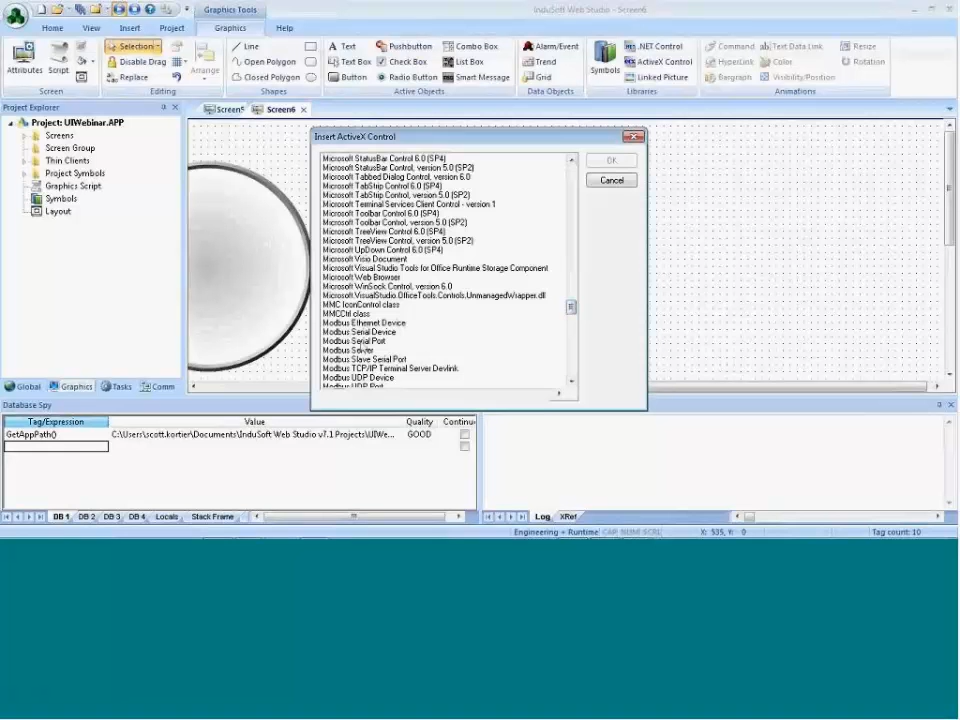 Graphics Tools
InduSoft Web Studio - Screen6
Home View Insert Project Graphics Help
Attributes
Script
Screen
Selection
Disable Drag
Replace
Arrange
Editing
Line
Open Polygon
Closed Polygon
Shapes
Text
Text Box
Button
Pushbutton
Check Box
Radio Button
Combo Box
List Box
Smart Message
Active Objects
Alarm/Event
Trend
Grid
Data Objects
Symbols
.NET Control
ActiveX Control
Linked Picture
Libraries
Command
HyperLink
Bargraph
Text Data Link
Color
Visibility/Position
Resize
Rotation
Animations
Project Explorer
Project: UIWebinar.APP
Screens
Screen Group
Thin Clients
Project Symbols
Graphics Script
Symbols
Layout
Global Graphics Tasks Comm
Screen5 Screen6
Insert ActiveX Control
Microsoft StatusBar Control 6.0 (SP4)
Microsoft StatusBar Control, version 5.0 (SP2)
Microsoft Tabbed Dialog Control, version 6.0
Microsoft TabStrip Control 6.0 (SP4)
Microsoft TabStrip Control, version 5.0 (SP2)
Microsoft Terminal Services Client Control - version 1
Microsoft Toolbar Control 6.0 (SP4)
Microsoft Toolbar Control, version 5.0 (SP2)
Microsoft TreeView Control 6.0 (SP4)
Microsoft TreeView Control, version 5.0 (SP2)
Microsoft UpDown Control 6.0 (SP4)
Microsoft Visio Document
Microsoft Visual Studio Tools for Office Runtime Storage Component
Microsoft Web Browser
Microsoft WinSock Control, version 6.0
Microsoft.VisualStudio.OfficeTools.Controls.UnmanagedWrapper.dll
MMC IconControl class
MMCCtrl class
Modbus Ethernet Device
Modbus Serial Device
Modbus Serial Port
Modbus Server
Modbus Slave Serial Port
Modbus TCP/IP Terminal Server Devlink
Modbus UDP Device
Modbus UDP Port
OK
Cancel
Database Spy
Tag/Expression Value Quality Continu
GetAppPath() C:\Users\scott.kortier\Documents\InduSoft Web Studio v7.1 Projects\UIWe... GOOD
DB 1 DB 2 DB 3 DB 4 Locals Stack Frame
Log XRef
Engineering + Runtime CAP NUM SCRL X: 535, Y: 0 Tag count: 10